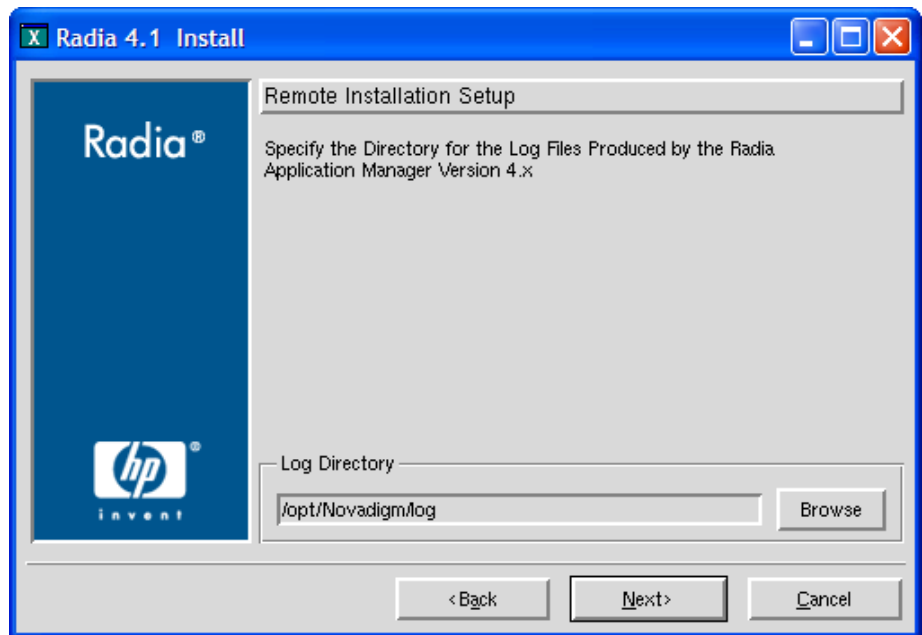 X Radia 4.1 Install
Radia®
Remote Installation Setup
Specify the Directory for the Log Files Produced by the Radia
Application Manager Version 4.x
hp®
invent
Log Directory
/opt/Novadigm/log
Browse
<Back
Next>
Cancel